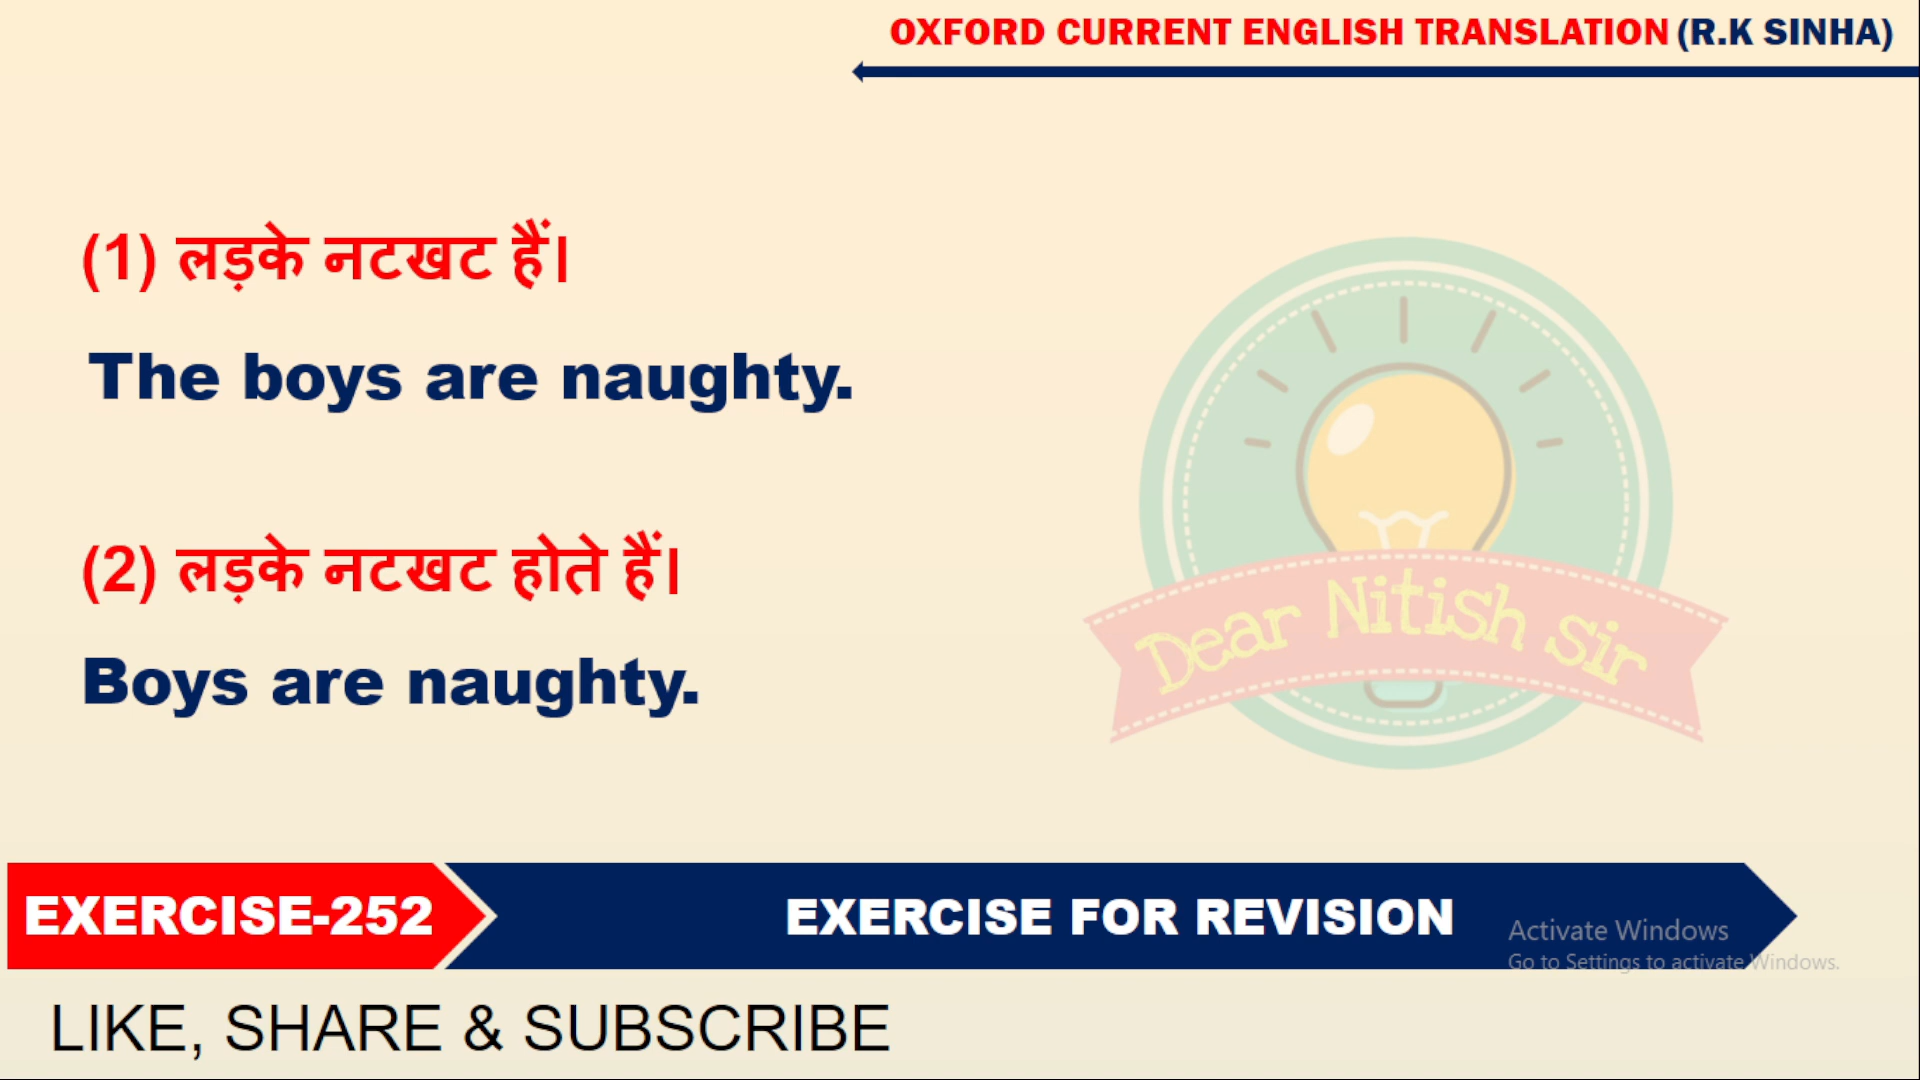 OXFORD CURRENT ENGLISH TRANSLATION (R.K SINHA)
(1) लड़के नटखट हैं।
The boys are naughty.
(2) लड़के नटखट होते हैं।
Boys are naughty.
Dear Nitish Sir
EXERCISE-252
EXERCISE FOR REVISION
Activate Windows
Go to Settings to activate Windows.
LIKE, SHARE & SUBSCRIBE